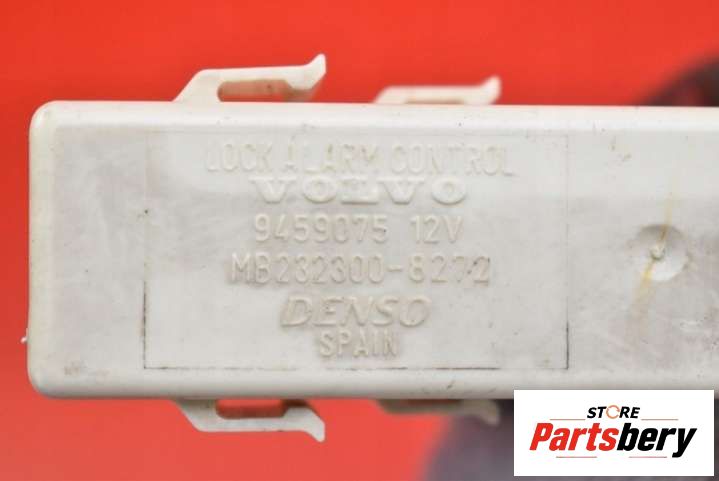 LOCK ALARM CONTROL
VOLVO
9459075 12V
MB232300-8272
DENSO
SPAIN
STORE
Partsbery